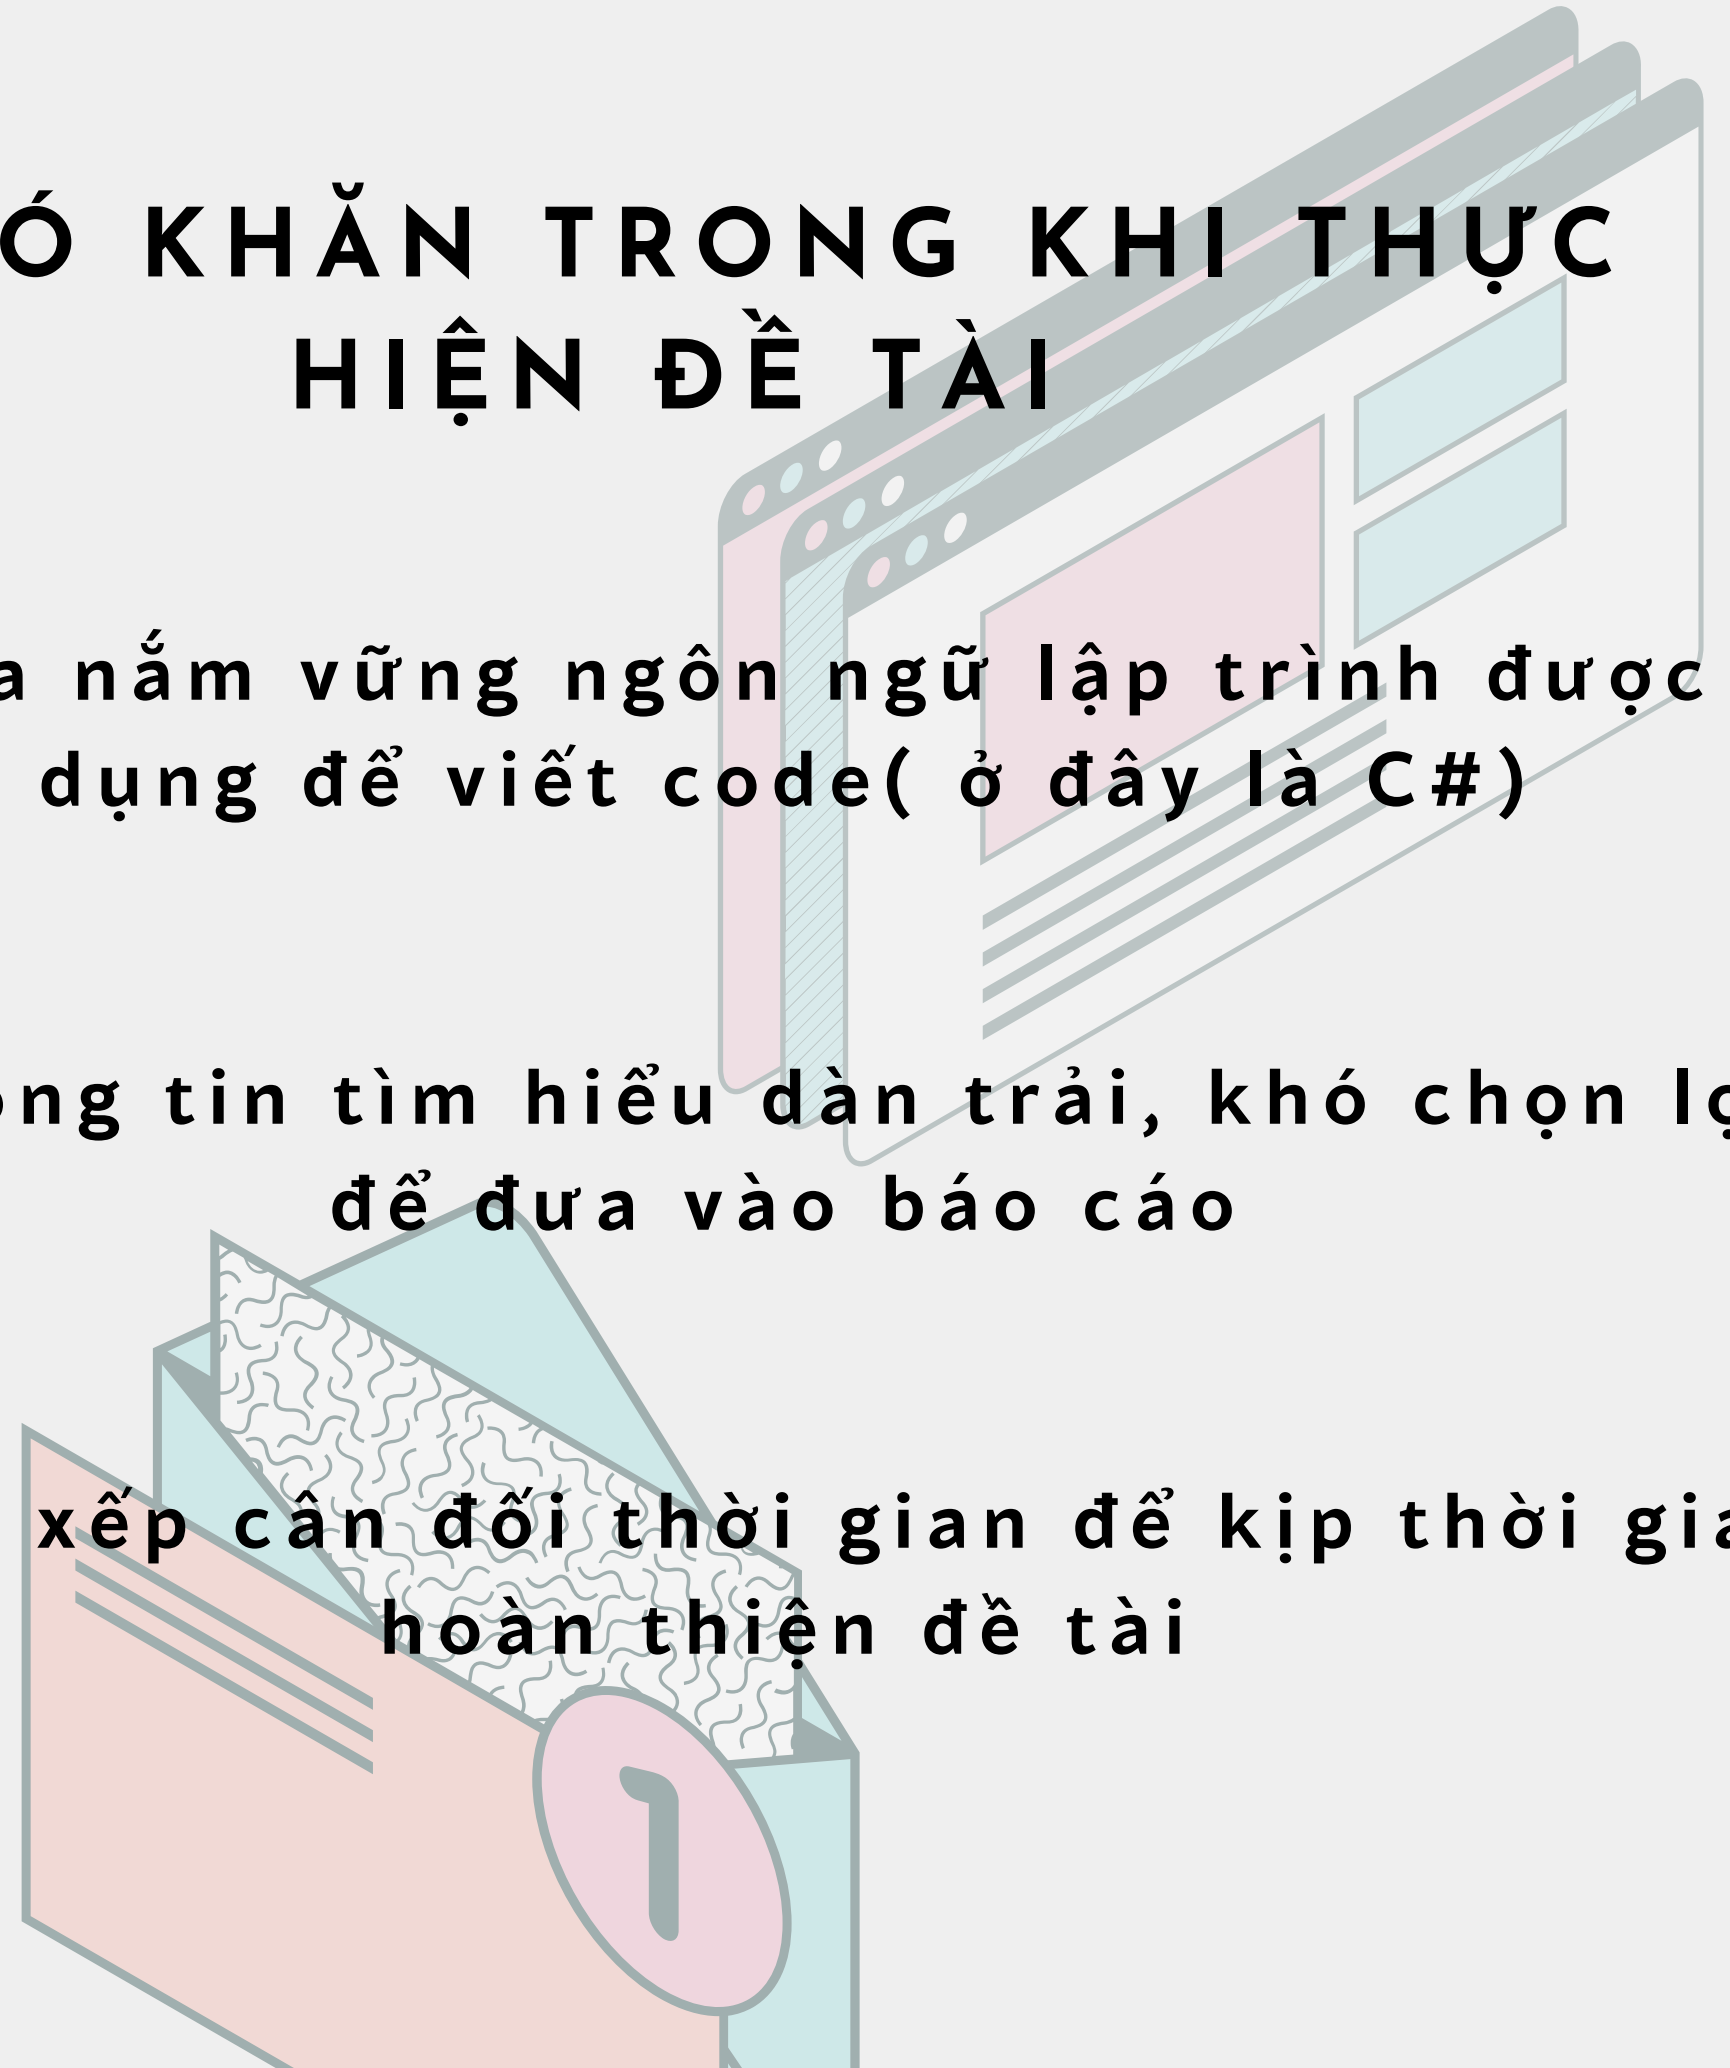 Ó KHĂN TRONG KHI THỰC
HIỆN ĐỀ TÀI
a nắm vững ngôn ngữ lập trình được
dụng để viết code( ở đây là C#)
ng tin tìm hiểu dàn trải, khó chọn
để đưa vào báo cáo
xếp cân đối thời gian để kịp thời gia
hoàn thiện đề tài
1